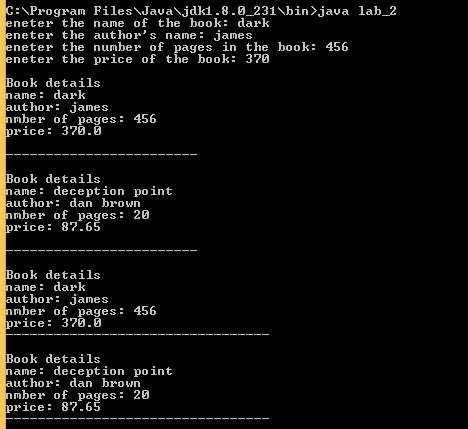 C:\Program Files\Java\jdk1.8.0_231\bin>java lab_2
eneter the name of the book: dark
eneter the author's name: james
eneter the number of pages in the book: 456
eneter the price of the book: 370
Book details
name: dark
author: james
nmber of pages: 456
price: 370.0
------------------------
Book details
name: deception point
author: dan brown
nmber of pages: 20
price: 87.65
------------------------
Book details
name: dark
author: james
nmber of pages: 456
price: 370.0
---------------------------------
Book details
name: deception point
author: dan brown
nmber of pages: 20
price: 87.65
---------------------------------